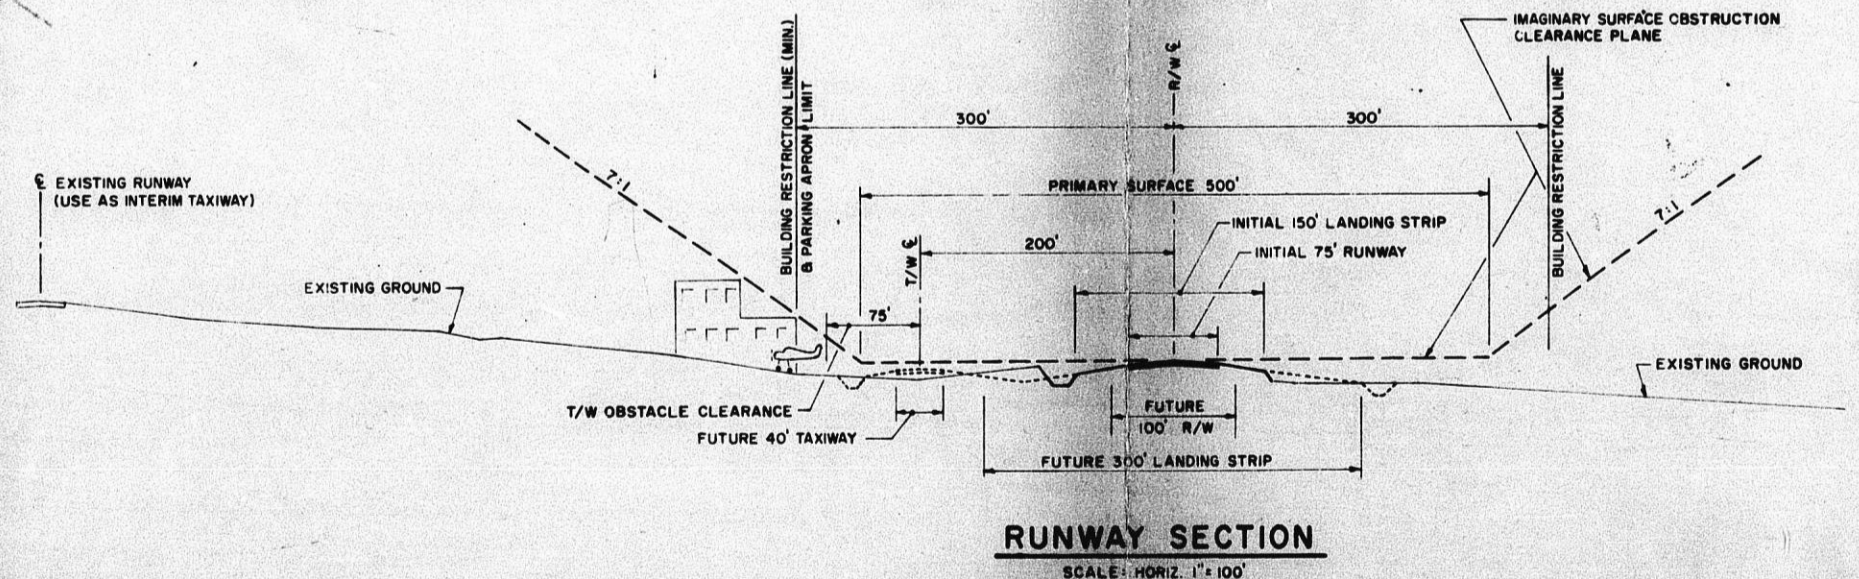 IMAGINARY SURFACE OBSTRUCTION
CLEARANCE PLANE
BUILDING RESTRICTION LINE (MIN.)
& PARKING APRON LIMIT
R/W ℄
BUILDING RESTRICTION LINE
300'
300'
℄ EXISTING RUNWAY
(USE AS INTERIM TAXIWAY)
7:1
PRIMARY SURFACE 500'
7:1
INITIAL 150' LANDING STRIP
T/W ℄
200'
INITIAL 75' RUNWAY
EXISTING GROUND
75'
EXISTING GROUND
T/W OBSTACLE CLEARANCE
FUTURE
100' R/W
FUTURE 40' TAXIWAY
FUTURE 300' LANDING STRIP
RUNWAY SECTION
SCALE: HORIZ. 1"= 100'